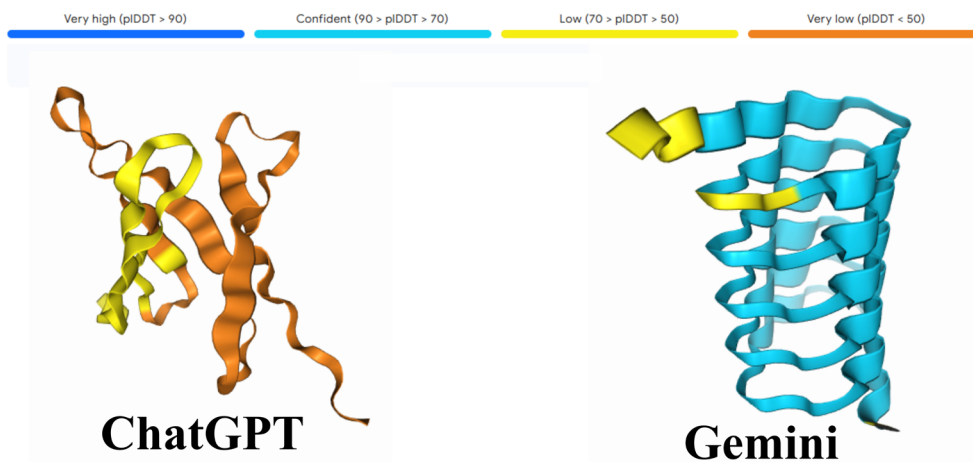 Very high (pIDDT > 90)
Confident (90 > pIDDT > 70)
Low (70 > pIDDT > 50)
Very low (pIDDT < 50)
ChatGPT
Gemini